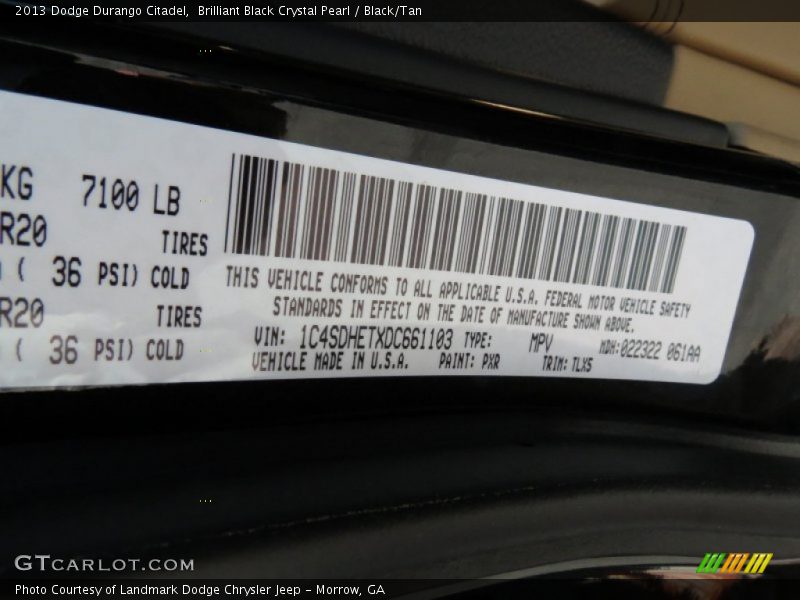 2013 Dodge Durango Citadel, Brilliant Black Crystal Pearl / Black/Tan
KG 7100 LB
R20 TIRES
( 36 PSI) COLD
R20 TIRES
( 36 PSI) COLD
THIS VEHICLE CONFORMS TO ALL APPLICABLE U.S.A. FEDERAL MOTOR VEHICLE SAFETY
STANDARDS IN EFFECT ON THE DATE OF MANUFACTURE SHOWN ABOVE.
VIN: 1C4SDHETXDC661103 TYPE: MPV MDH:022322 061AA
VEHICLE MADE IN U.S.A. PAINT: PXR TRIM: TLX5
GTCARLOT.COM
Photo Courtesy of Landmark Dodge Chrysler Jeep - Morrow, GA